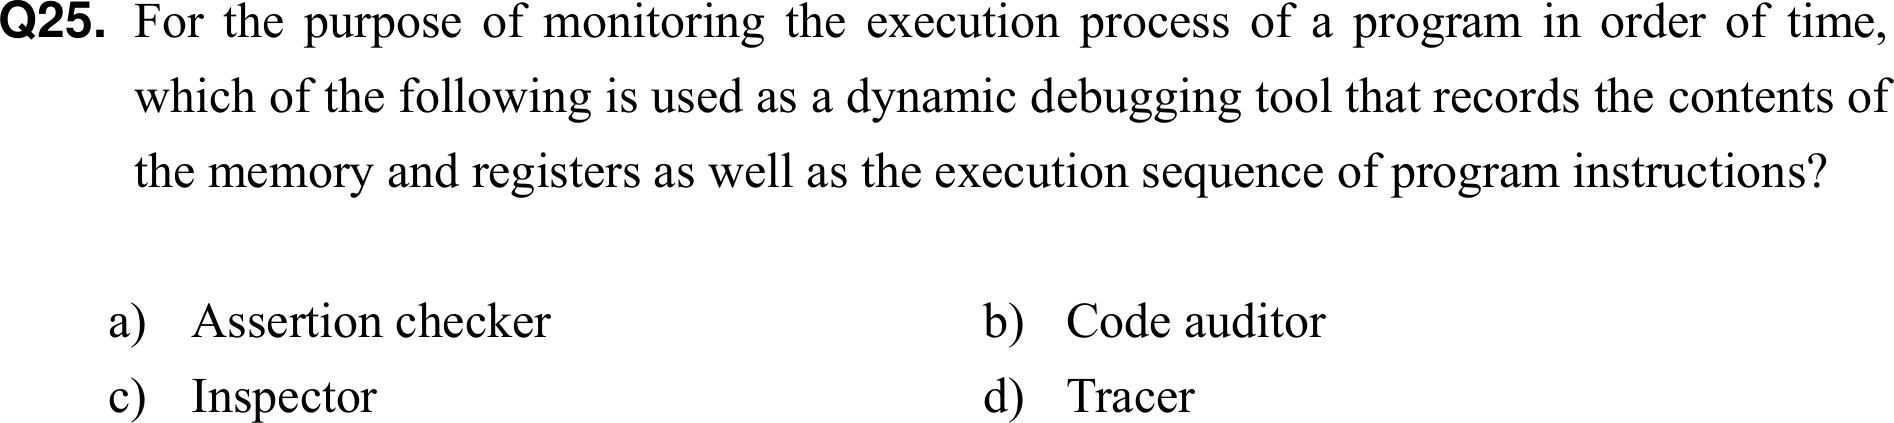 Q25. For the purpose of monitoring the execution process of a program in order of time,
which of the following is used as a dynamic debugging tool that records the contents of
the memory and registers as well as the execution sequence of program instructions?
a) Assertion checker b) Code auditor
c) Inspector d) Tracer